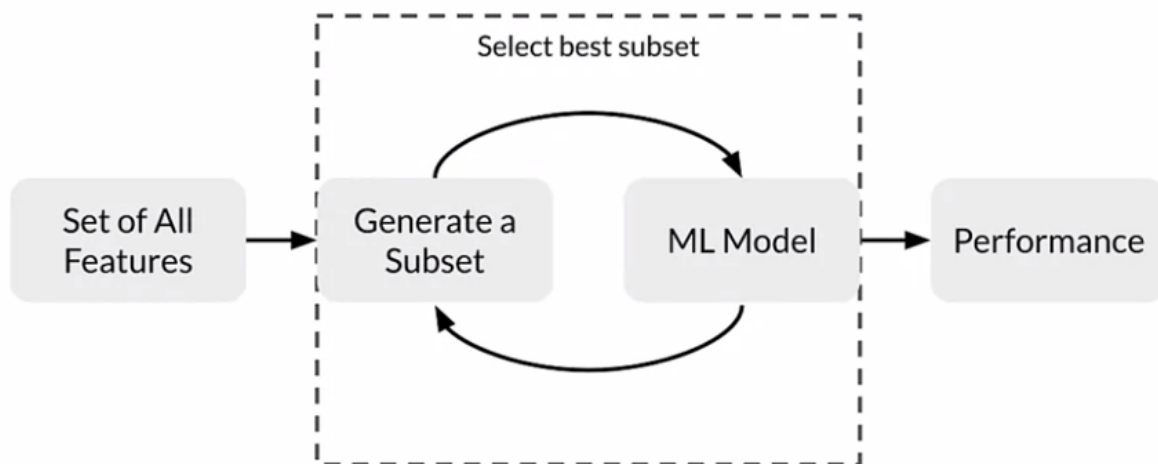 Select best subset
Set of All
Features
Generate a
Subset
ML Model
Performance